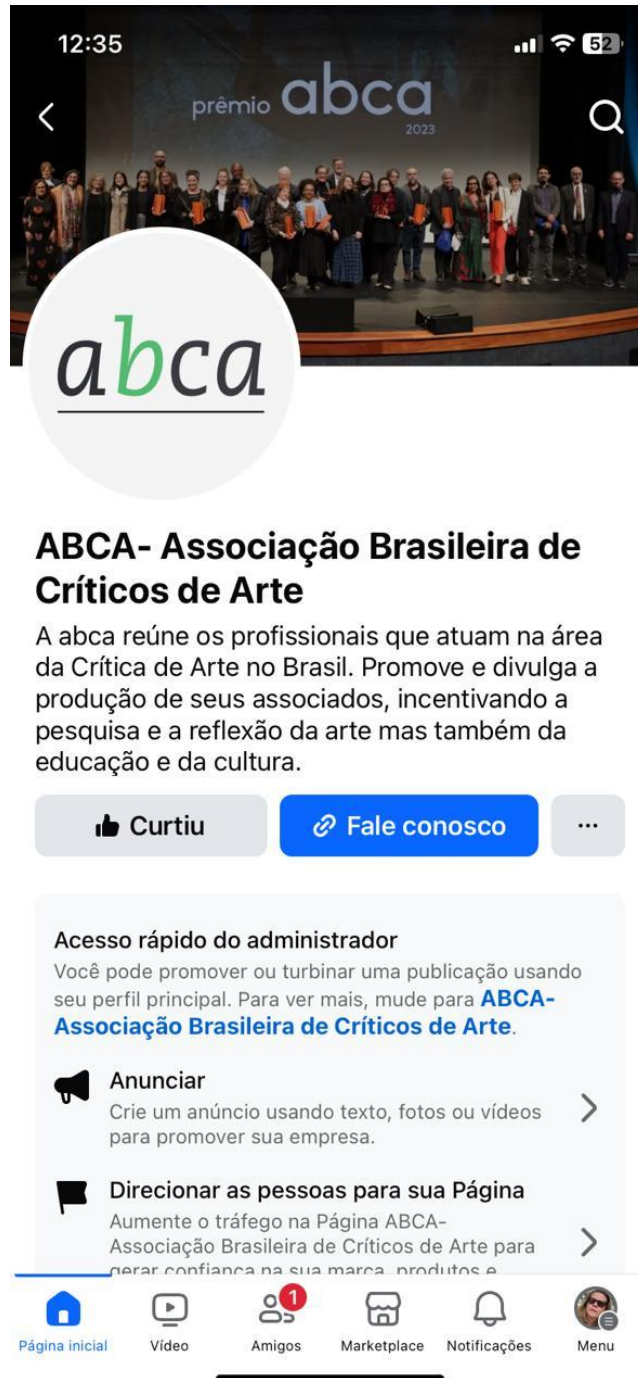 12:35
52
prêmio abca
2023
abca
ABCA- Associação Brasileira de
Críticos de Arte
A abca reúne os profissionais que atuam na área
da Crítica de Arte no Brasil. Promove e divulga a
produção de seus associados, incentivando a
pesquisa e a reflexão da arte mas também da
educação e da cultura.
Curtiu
Fale conosco
Acesso rápido do administrador
Você pode promover ou turbinar uma publicação usando
seu perfil principal. Para ver mais, mude para ABCA-
Associação Brasileira de Críticos de Arte.
Anunciar
Crie um anúncio usando texto, fotos ou vídeos
para promover sua empresa.
Direcionar as pessoas para sua Página
Aumente o tráfego na Página ABCA-
Associação Brasileira de Críticos de Arte para
gerar confiança na sua marca, produtos e
1
Página inicial
Vídeo
Amigos
Marketplace
Notificações
Menu